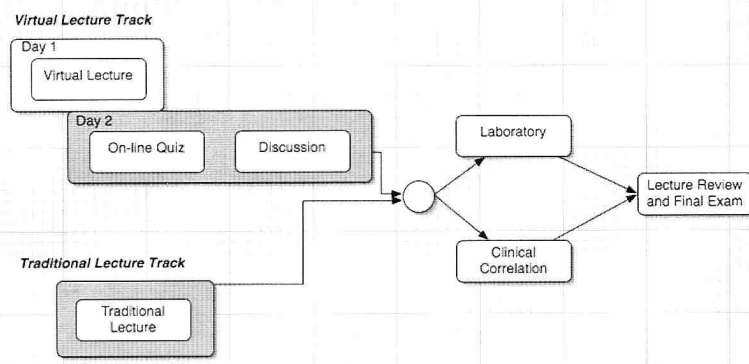 Virtual Lecture Track
Day 1
Virtual Lecture
Day 2
On-line Quiz
Discussion
Laboratory
Lecture Review
and Final Exam
Clinical
Correlation
Traditional Lecture Track
Traditional
Lecture